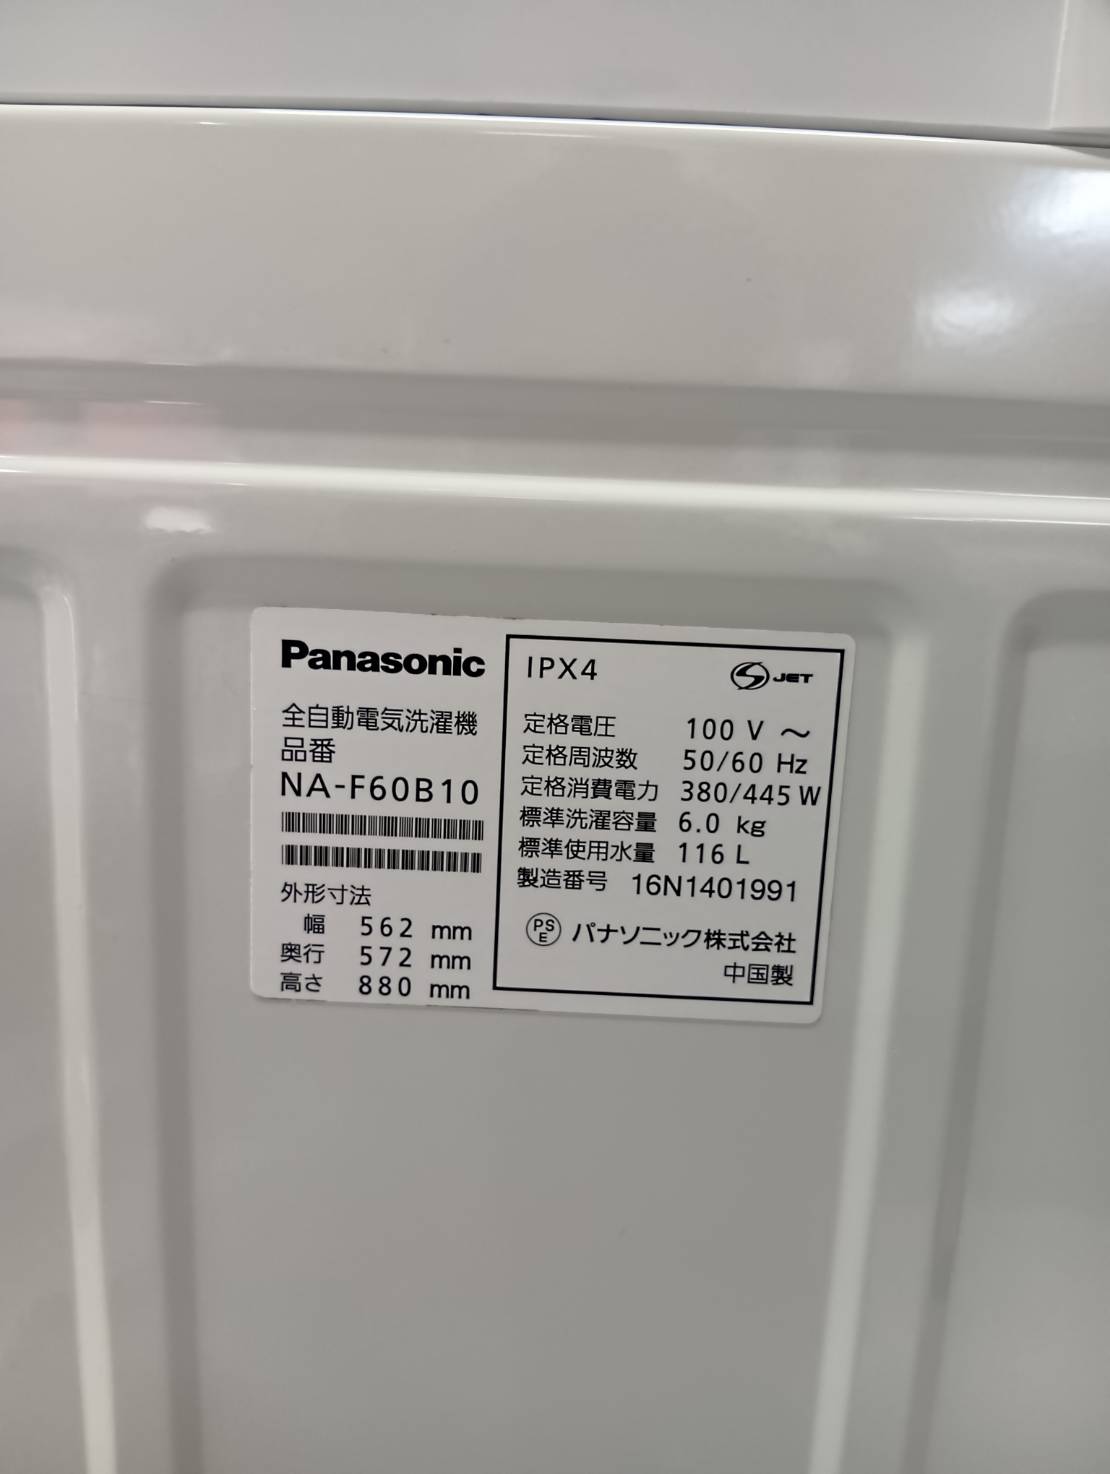 Panasonic
全自動電気洗濯機
品番
NA-F60B10
外形寸法
幅 562 mm
奥行 572 mm
高さ 880 mm
IPX4
S JET
定格電圧 100 V ～
定格周波数 50/60 Hz
定格消費電力 380/445 W
標準洗濯容量 6.0 kg
標準使用水量 116 L
製造番号 16N1401991
PS E パナソニック株式会社
中国製